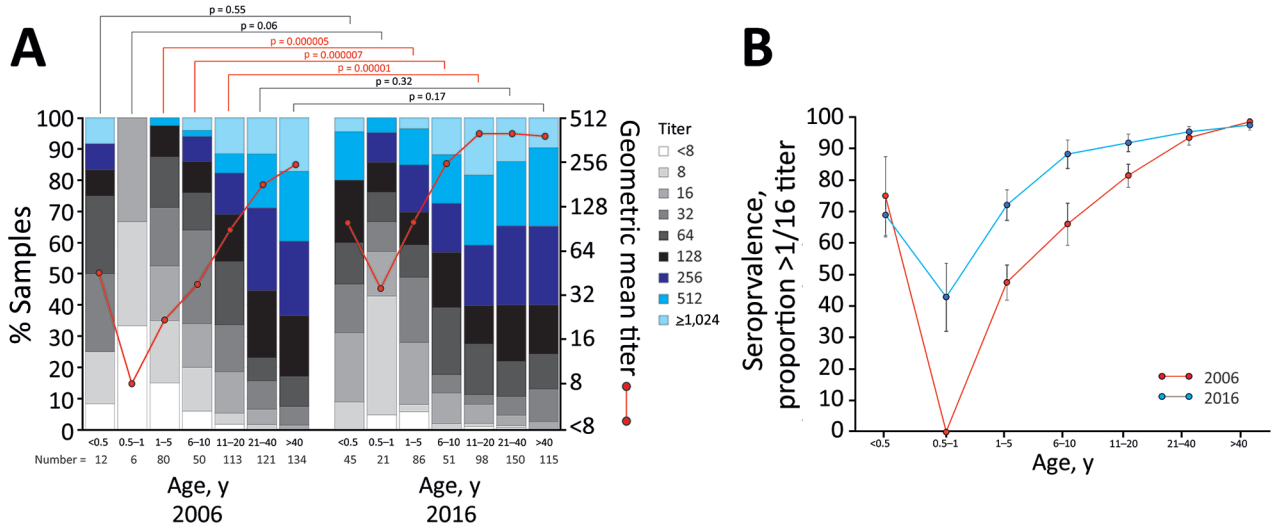 A
p = 0.55
p = 0.06
p = 0.000005
p = 0.000007
p = 0.00001
p = 0.32
p = 0.17
% Samples
100
90
80
70
60
50
40
30
20
10
0
<0.5 0.5–1 1–5 6–10 11–20 21–40 >40
<0.5 0.5–1 1–5 6–10 11–20 21–40 >40
Number = 12 6 80 50 113 121 134
45 21 86 51 98 150 115
Age, y
2006
Age, y
2016
512
256
128
64
32
16
8
<8
Geometric mean titer
Titer
<8
8
16
32
64
128
256
512
≥1,024
B
Seroprvalence,
proportion >1/16 titer
100
90
80
70
60
50
40
30
20
10
0
2006
2016
<0.5 0.5–1 1–5 6–10 11–20 21–40 >40
Age, y